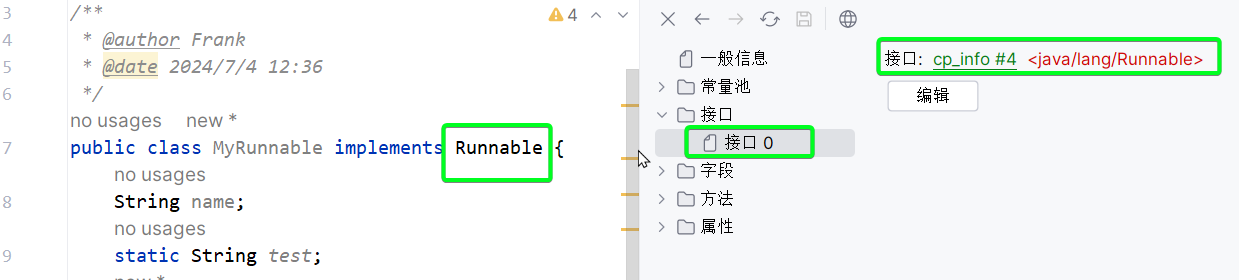 3 /**
4 * @author Frank
5 * @date 2024/7/4 12:36
6 */
no usages new *
7 public class MyRunnable implements Runnable {
no usages
8 String name;
no usages
9 static String test;
new *
4
一般信息
常量池
接口
接口 0
字段
方法
属性
接口: cp_info #4 <java/lang/Runnable>
编辑